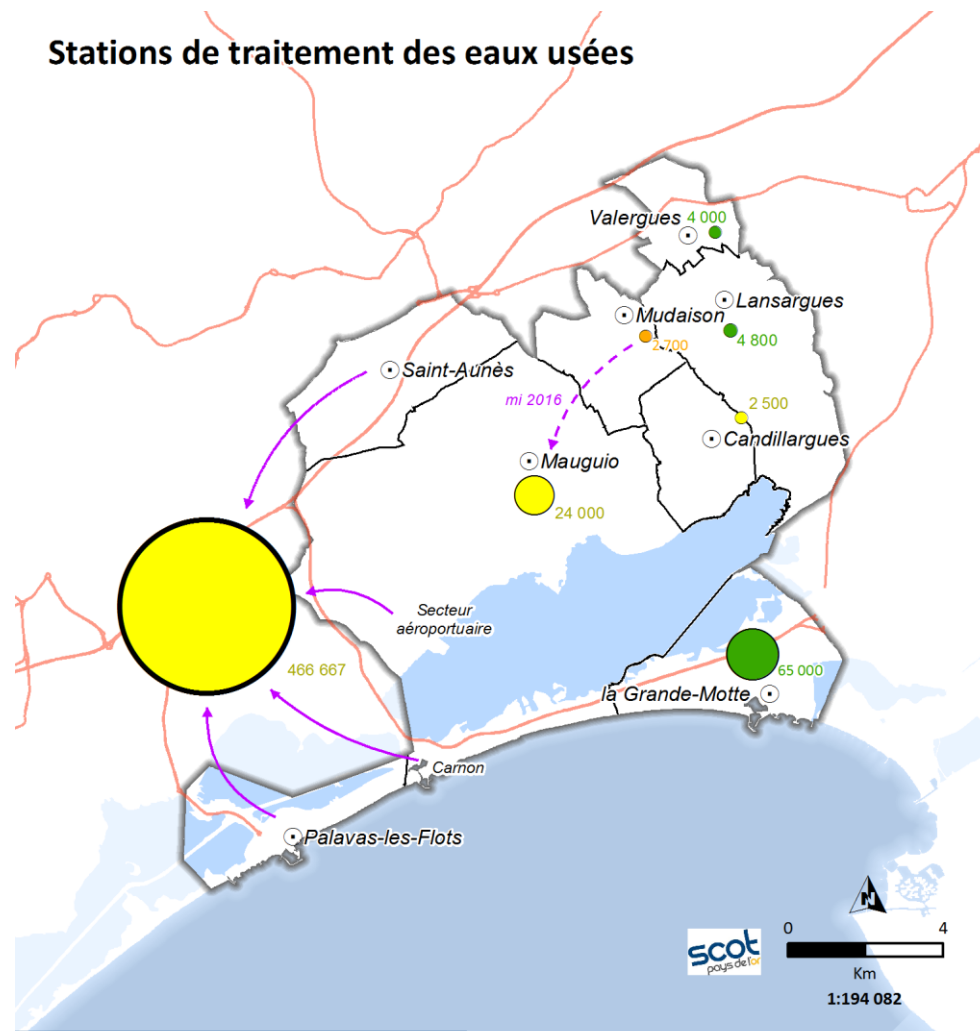 Stations de traitement des eaux usées
Valergues
4 000
Lansargues
Mudaison
4 800
2 700
Saint-Aunès
mi 2016
2 500
Candillargues
Mauguio
24 000
Secteur
aéroportuaire
466 667
65 000
la Grande-Motte
Carnon
Palavas-les-Flots
N
0 4
scot
pays de l'or
Km
1:194 082